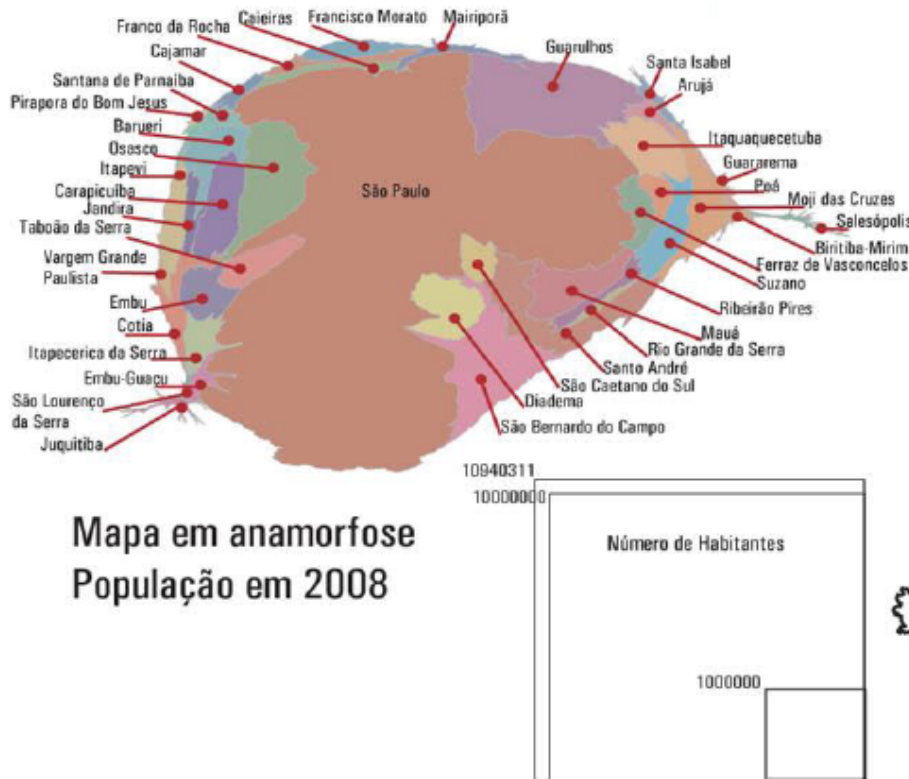 Caieiras
Francisco Morato
Mairiporã
Franco da Rocha
Guarulhos
Cajamar
Santa Isabel
Santana de Parnaiba
Arujá
Pirapora do Bom Jesus
Barueri
Itaquaquecetuba
Osasco
Guararema
Itapevi
Poá
Carapicuiba
São Paulo
Moji das Cruzes
Jandira
Salesópolis
Taboão da Serra
Biritiba-Mirim
Vargem Grande
Paulista
Ferraz de Vasconcelos
Suzano
Embu
Ribeirão Pires
Cotia
Mauá
Itapecerica da Serra
Rio Grande da Serra
Santo André
Embu-Guaçu
São Caetano do Sul
São Lourenço
da Serra
Diadema
São Bernardo do Campo
Juquitiba
10940311
10000000
Mapa em anamorfose
População em 2008
Número de Habitantes
1000000